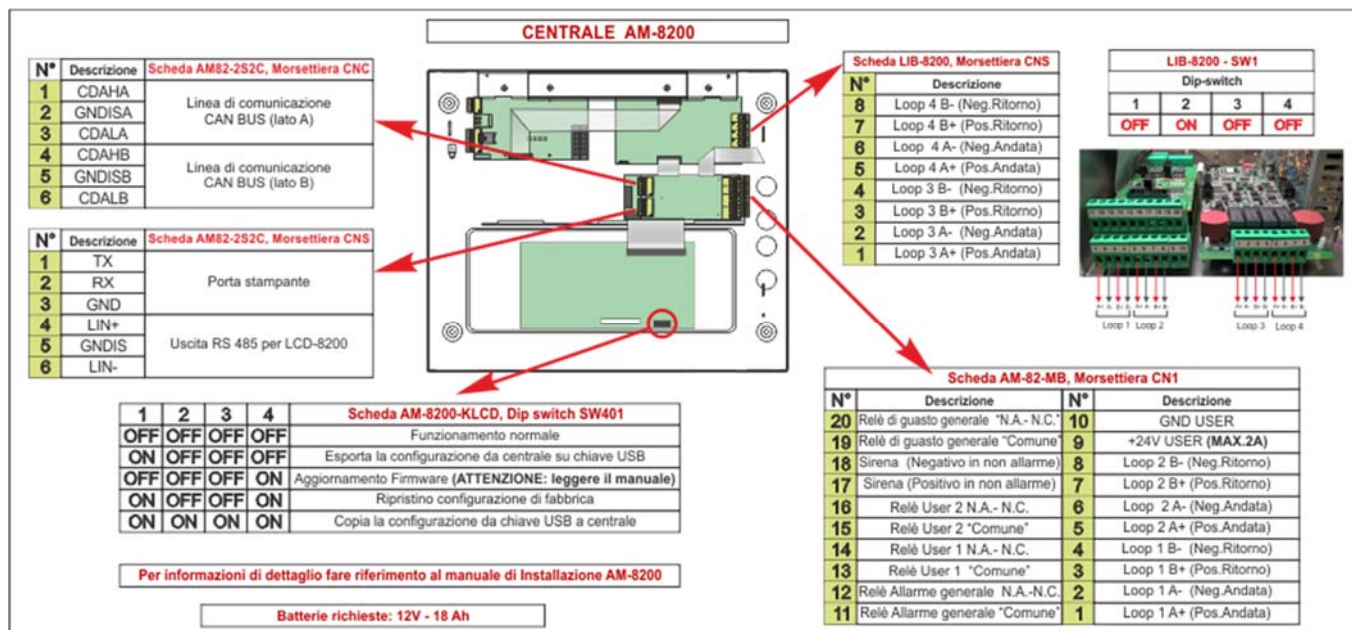 CENTRALE AM-8200
N° Descrizione Scheda AM82-2S2C, Morsettiera CNC
1 CDAHA
2 GNDISA
3 CDALA
Linea di comunicazione
CAN BUS (lato A)
4 CDAHB
5 GNDISB
6 CDALB
Linea di comunicazione
CAN BUS (lato B)
N° Descrizione Scheda AM82-2S2C, Morsettiera CNS
1 TX
2 RX
3 GND
Porta stampante
4 LIN+
5 GNDIS
6 LIN-
Uscita RS 485 per LCD-8200
Scheda LIB-8200, Morsettiera CNS
N° Descrizione
8 Loop 4 B- (Neg.Ritorno)
7 Loop 4 B+ (Pos.Ritorno)
6 Loop 4 A- (Neg.Andata)
5 Loop 4 A+ (Pos.Andata)
4 Loop 3 B- (Neg.Ritorno)
3 Loop 3 B+ (Pos.Ritorno)
2 Loop 3 A- (Neg.Andata)
1 Loop 3 A+ (Pos.Andata)
LIB-8200 - SW1
Dip-switch
1 2 3 4
OFF ON OFF OFF
Loop 1 Loop 2 Loop 3 Loop 4
1 2 3 4 Scheda AM-8200-KLCD, Dip switch SW401
OFF OFF OFF OFF Funzionamento normale
ON OFF OFF OFF Esporta la configurazione da centrale su chiave USB
OFF OFF OFF ON Aggiornamento Firmware (ATTENZIONE: leggere il manuale)
ON OFF OFF ON Ripristino configurazione di fabbrica
ON ON ON ON Copia la configurazione da chiave USB a centrale
Per informazioni di dettaglio fare riferimento al manuale di Installazione AM-8200
Batterie richieste: 12V - 18 Ah
Scheda AM-82-MB, Morsettiera CN1
N° Descrizione N° Descrizione
20 Relè di guasto generale "N.A.- N.C." 10 GND USER
19 Relè di guasto generale "Comune" 9 +24V USER (MAX.2A)
18 Sirena (Negativo in non allarme) 8 Loop 2 B- (Neg.Ritorno)
17 Sirena (Positivo in non allarme) 7 Loop 2 B+ (Pos.Ritorno)
16 Relè User 2 N.A.- N.C. 6 Loop 2 A- (Neg.Andata)
15 Relè User 2 "Comune" 5 Loop 2 A+ (Pos.Andata)
14 Relè User 1 N.A.- N.C. 4 Loop 1 B- (Neg.Ritorno)
13 Relè User 1 "Comune" 3 Loop 1 B+ (Pos.Ritorno)
12 Relè Allarme generale N.A.-N.C. 2 Loop 1 A- (Neg.Andata)
11 Relè Allarme generale "Comune" 1 Loop 1 A+ (Pos.Andata)